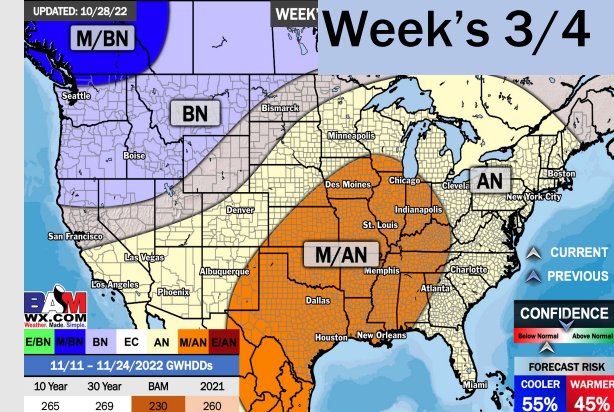 UPDATED: 10/28/22
WEEK
Week's 3/4
M/BN
Seattle
BN
Bismarck
Minneapolis
Boise
Des Moines
Chicago
Clevela
AN
Boston
New York City
Denver
Indianapolis
St. Louis
San Francisco
Las Vegas
M/AN
CURRENT
Albuquerque
Memphis
Charlotte
PREVIOUS
Los Angeles
Phoenix
Atlanta
Dallas
BAM
WX.COM
Weather. Made. Simple.
CONFIDENCE
Below Normal
Above Normal
Houston
New Orleans
E/BN M/BN BN EC AN M/AN E/AN
11/11 – 11/24/2022 GWHDDs
FORECAST RISK
Miami
COOLER WARMER
10 Year 30 Year BAM 2021
265 269 230 260
55% 45%